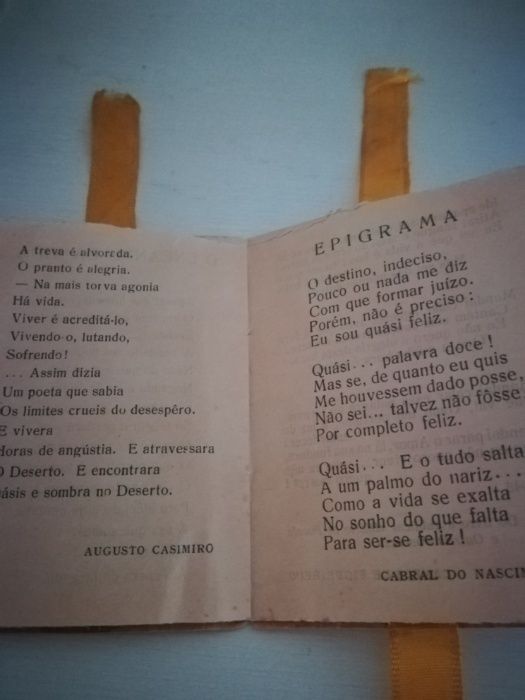 A treva é alvorada.
O pranto é alegria.
— Na mais torva agonia
Há vida.
Viver é acreditá-lo,
Vivendo-o, lutando,
Sofrendo!
... Assim dizia
Um poeta que sabia
Os limites crueis do desespêro.
E vivera
Horas de angústia. E atravessara
O Deserto. E encontrara
Oásis e sombra no Deserto.
AUGUSTO CASIMIRO
EPIGRAMA
O destino, indeciso,
Pouco ou nada me diz
Com que formar juízo.
Porém, não é preciso:
Eu sou quási feliz.
Quási... palavra doce!
Mas se, de quanto eu quis
Me houvessem dado posse,
Não sei... talvez não fôsse
Por completo feliz.
Quási... E o tudo salta
A um palmo do nariz...
Como a vida se exalta
No sonho do que falta
Para ser-se feliz!
CABRAL DO NASCIM